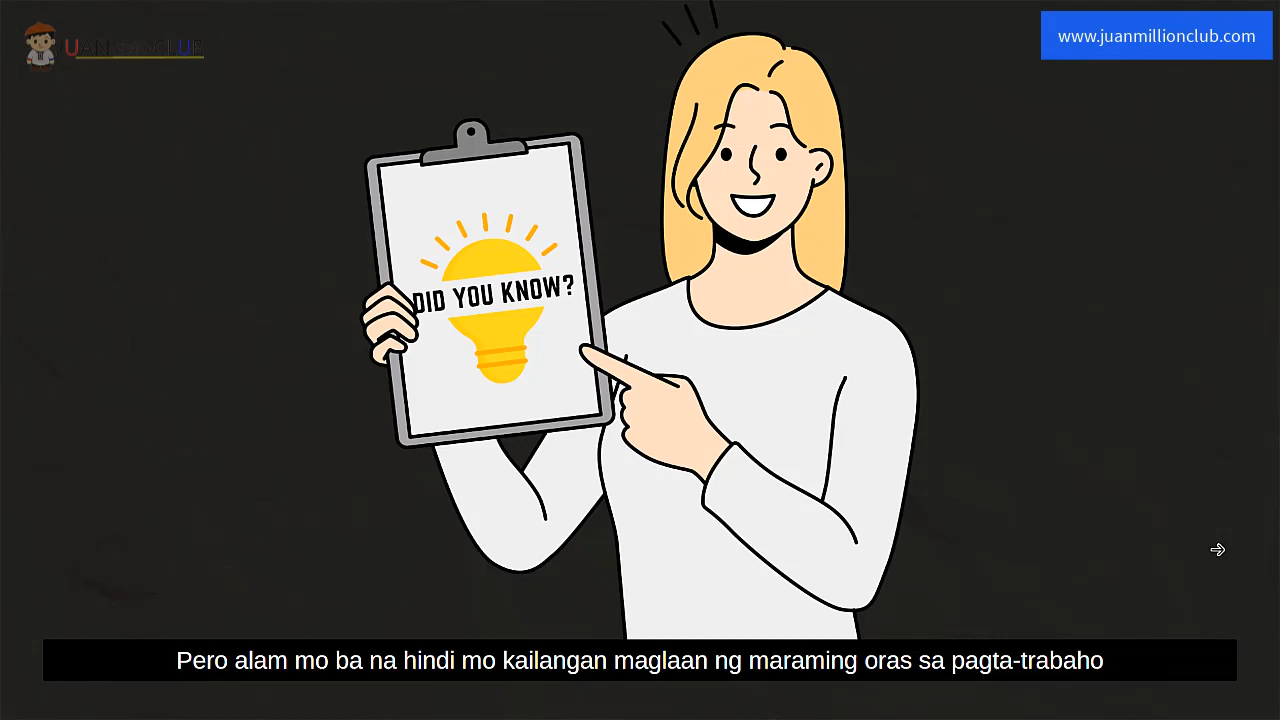 www.juanmillionclub.com
DID YOU KNOW?
Pero alam mo ba na hindi mo kailangan maglaan ng maraming oras sa pagta-trabaho